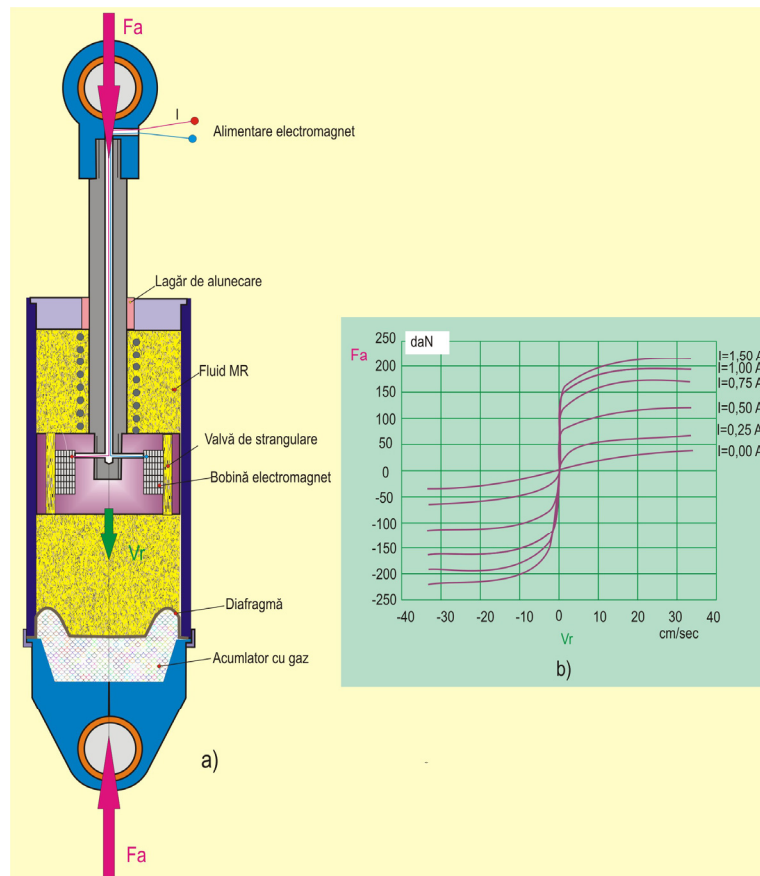 Fa
I
Alimentare electromagnet
Lagăr de alunecare
Fluid MR
Valvă de strangulare
Bobină electromagnet
Vr
Diafragmă
Acumlator cu gaz
a)
Fa
daN
Fa
250
200
150
100
50
0
-50
-100
-150
-200
-250
I=1,50 A
I=1,00 A
I=0,75 A
I=0,50 A
I=0,25 A
I=0,00 A
-40 -30 -20 -10 0 10 20 30 40
Vr
cm/sec
b)